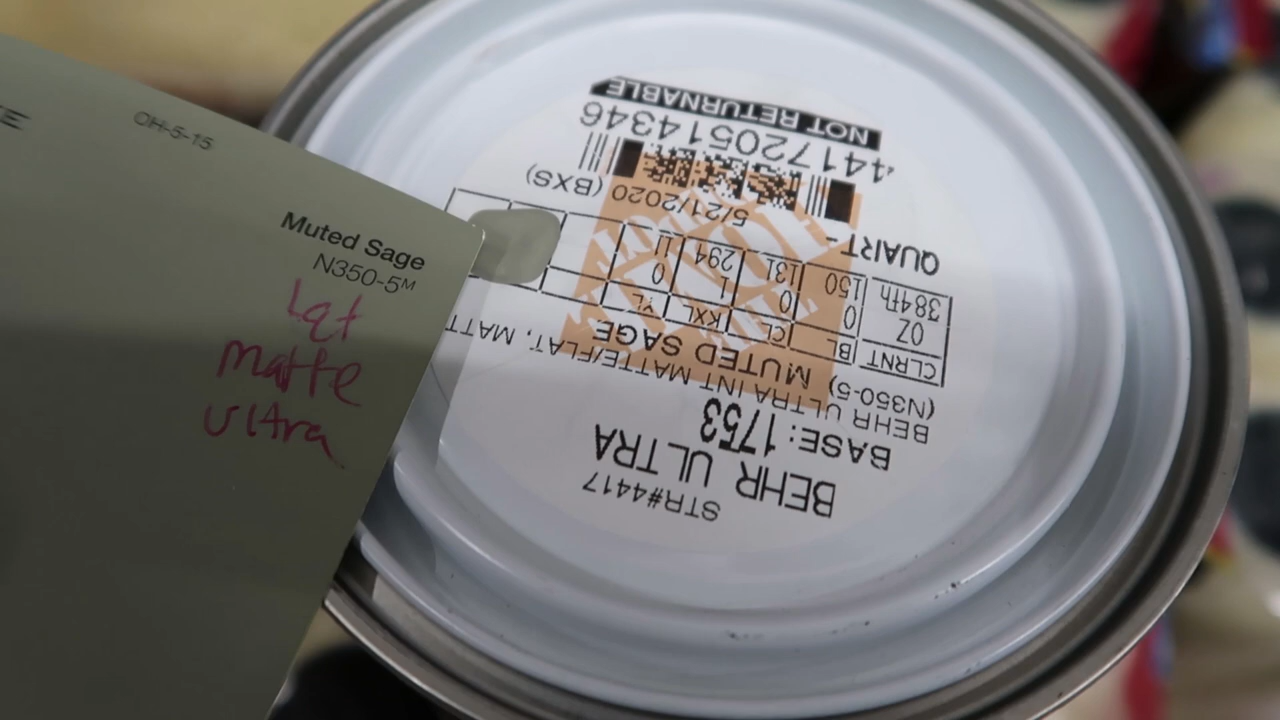 OH-5-15
Muted Sage
N350-5ᴹ
Lqt
matte
ultra
STR#4417
BEHR ULTRA
BASE: 1753
BEHR ULTRA INT MATTE/FLAT, MATT
(N350-5) MUTED SAGE
CLRNT BL CL KXL YL
OZ 0 0 1 0
384th 150 131 294 11
QUART - 5/21/2020 (BXS)
441720514346
NOT RETURNABLE